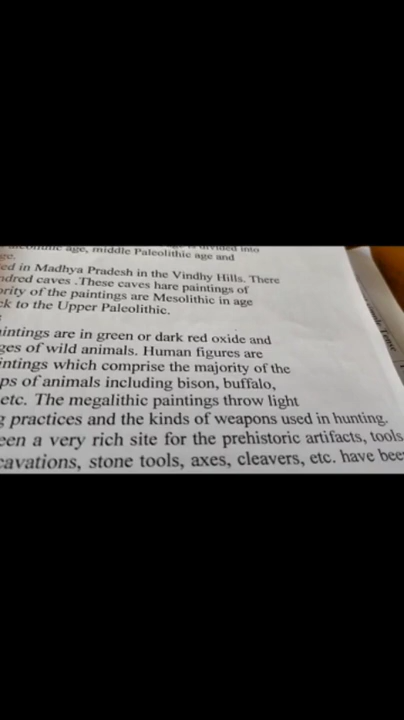 age, middle Paleolithic age and
ge.
ed in Madhya Pradesh in the Vindhy Hills. There
ndred caves .These caves hare paintings of
ority of the paintings are Mesolithic in age
ck to the Upper Paleolithic.
intings are in green or dark red oxide and
ges of wild animals. Human figures are
intings which comprise the majority of the
ps of animals including bison, buffalo,
etc. The megalithic paintings throw light
g practices and the kinds of weapons used in hunting.
een a very rich site for the prehistoric artifacts, tools
cavations, stone tools, axes, cleavers, etc. have bee